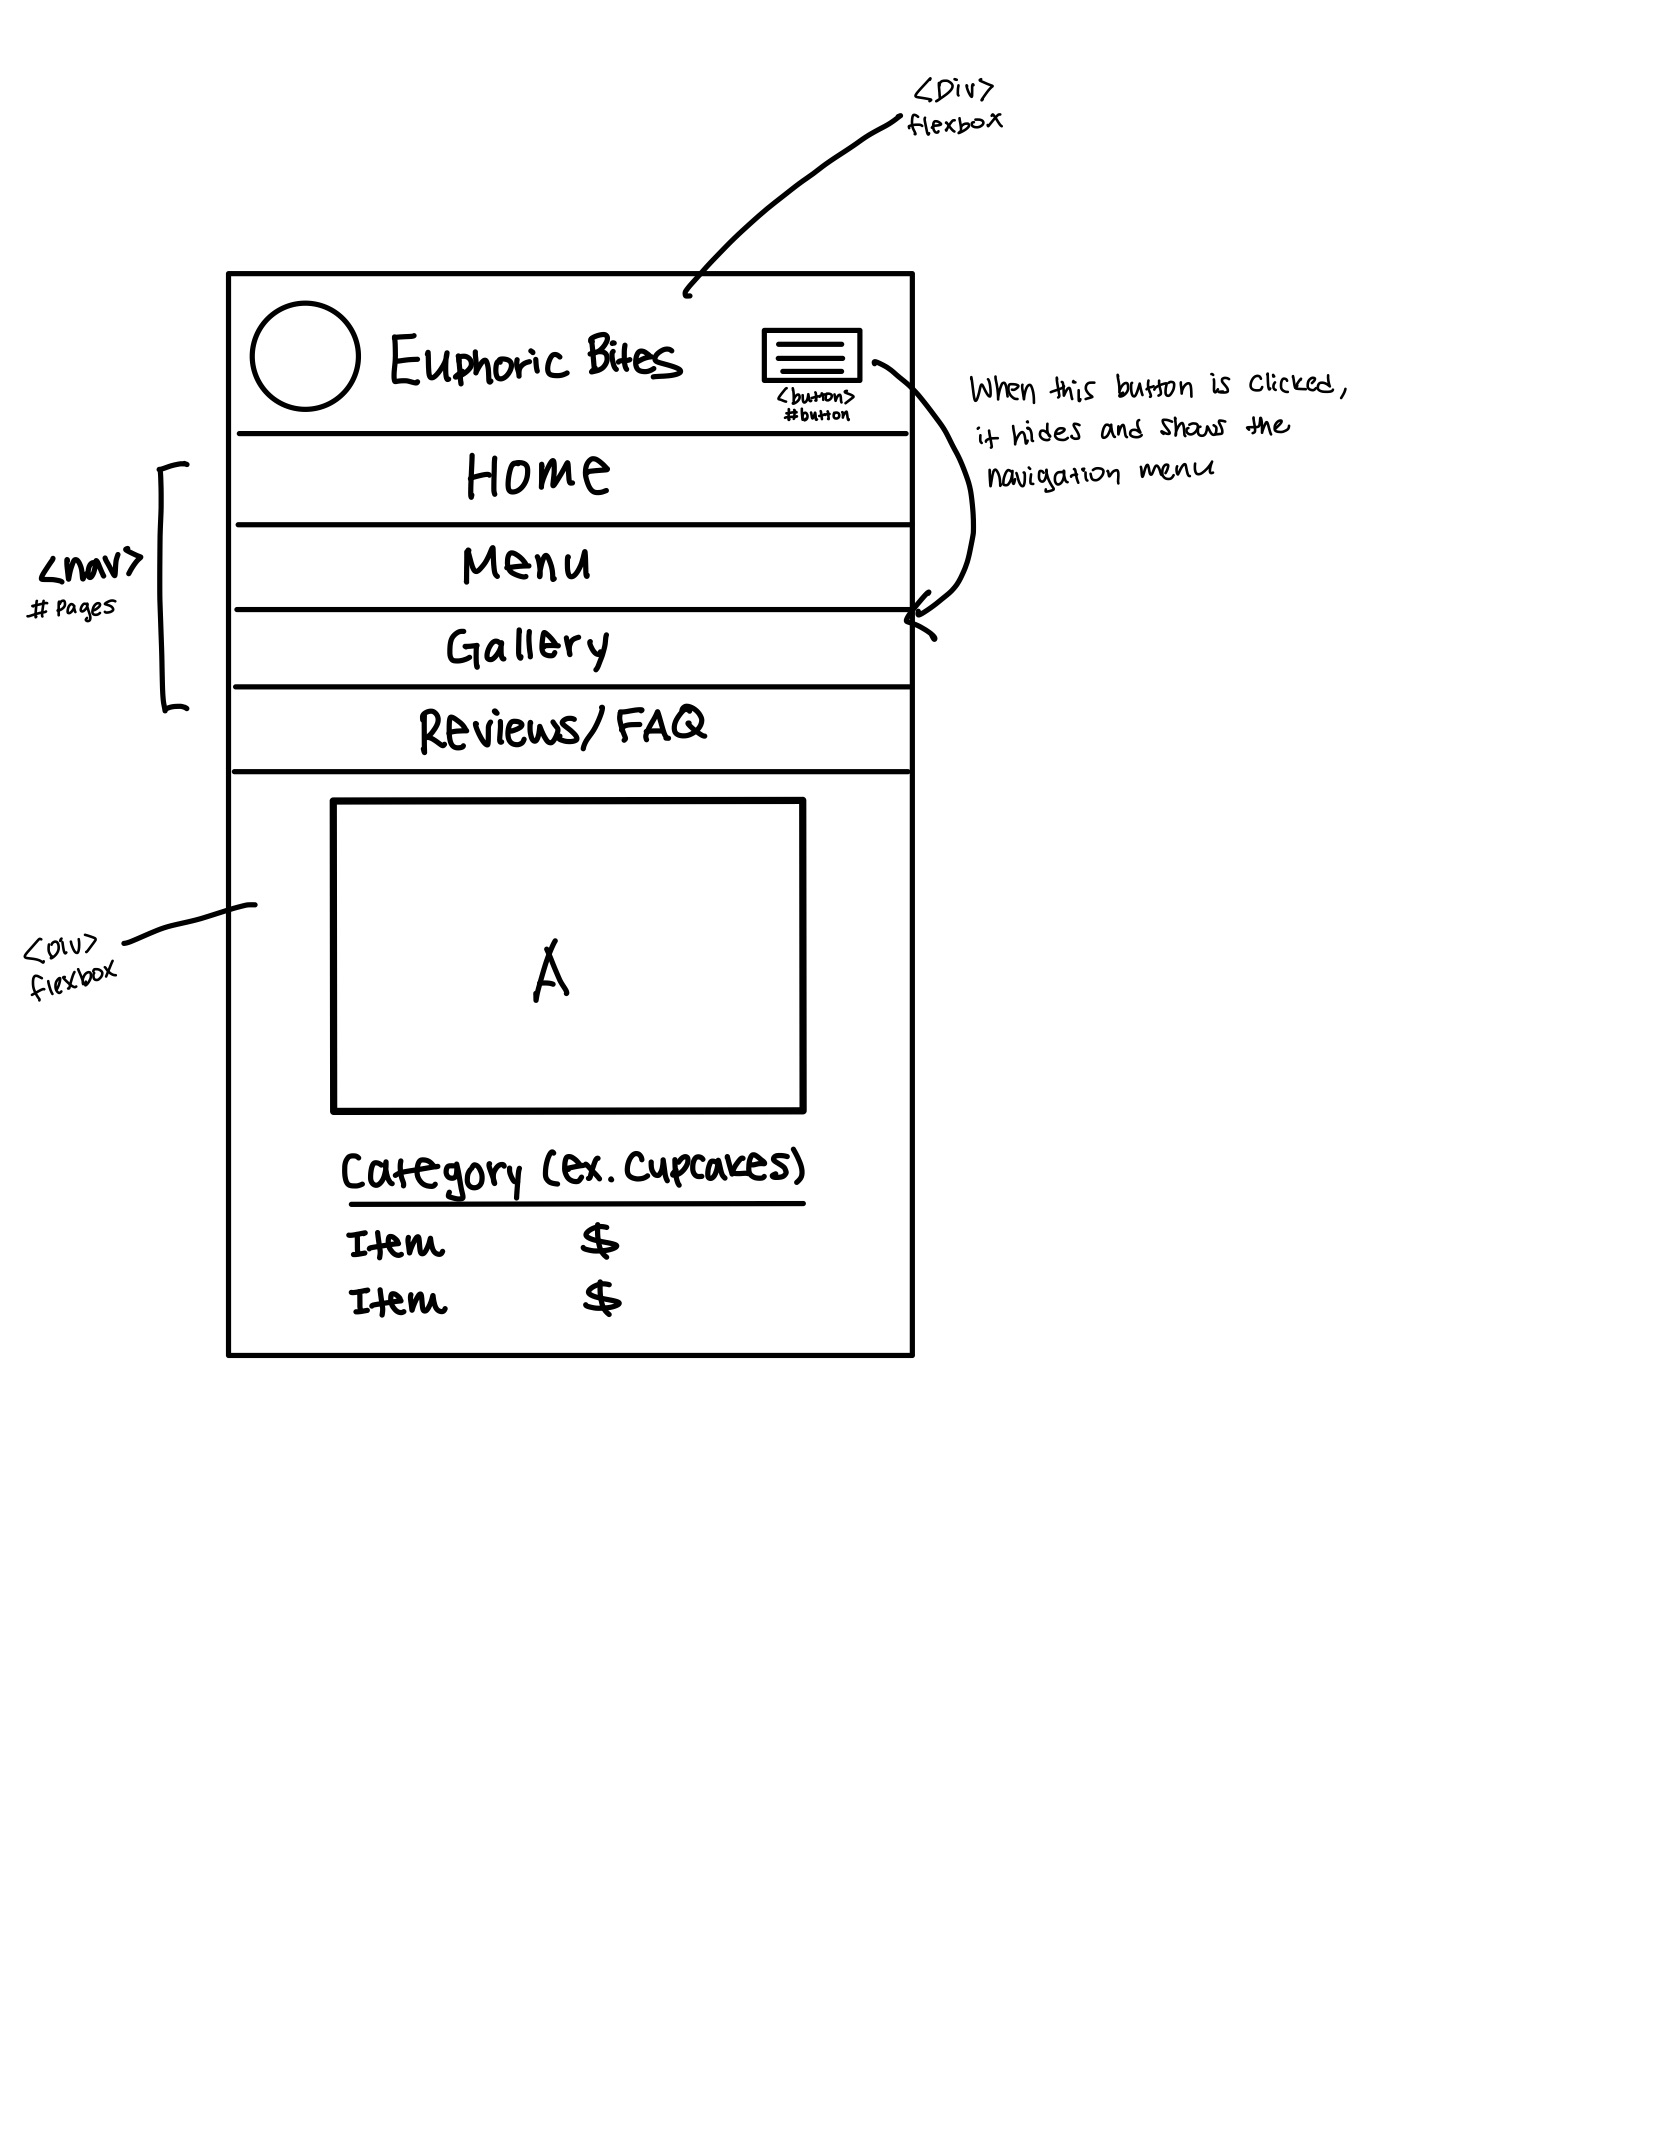 <Div>
flexbox
Euphoric Bites
<button>
#button
When this button is clicked,
it hides and shows the
navigation menu
Home
<nav>
# pages
Menu
Gallery
Reviews/FAQ
<Div>
flexbox
A
Category (ex. Cupcakes)
Item $
Item $